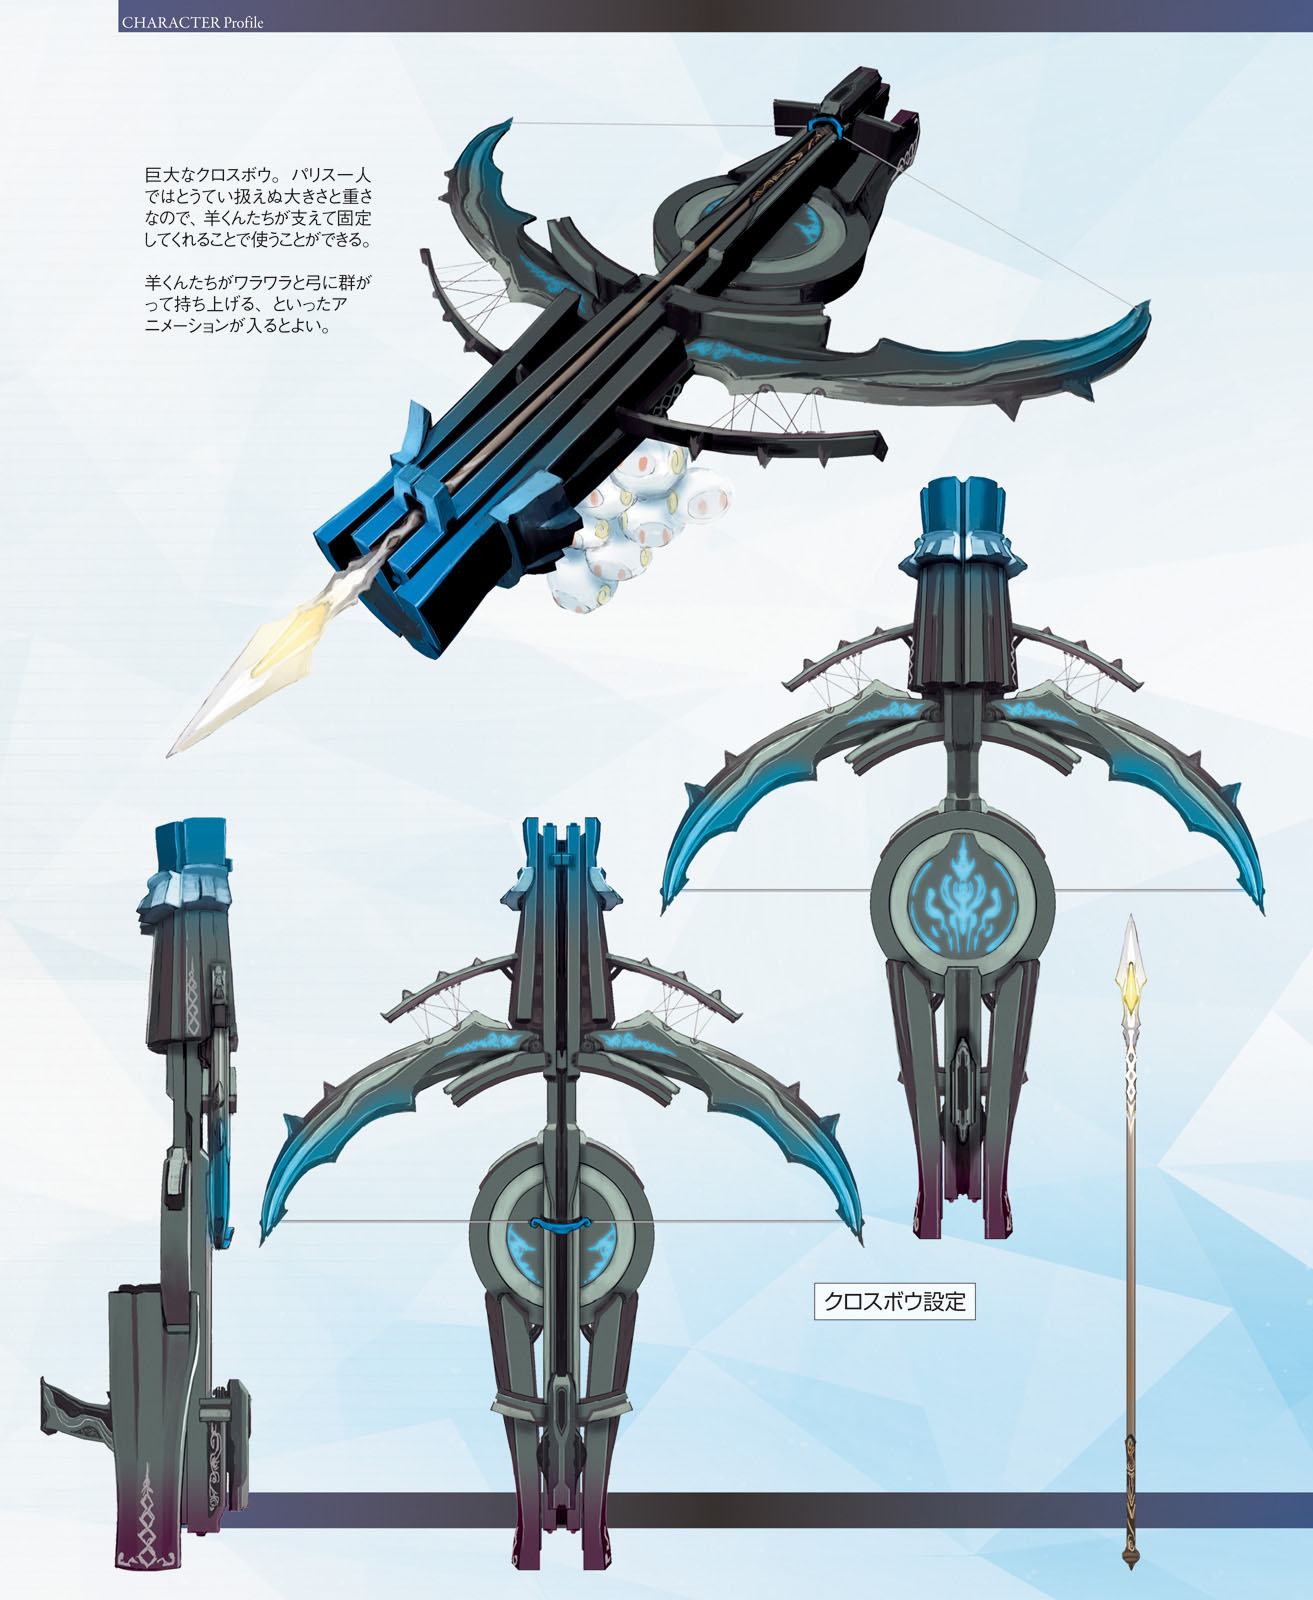 CHARACTER Profile
巨大なクロスボウ。パリス一人
ではとうてい扱えぬ大きさと重さ
なので、羊くんたちが支えて固定
してくれることで使うことができる。
羊くんたちがワラワラと弓に群が
って持ち上げる、といったア
ニメーションが入るとよい。
クロスボウ設定